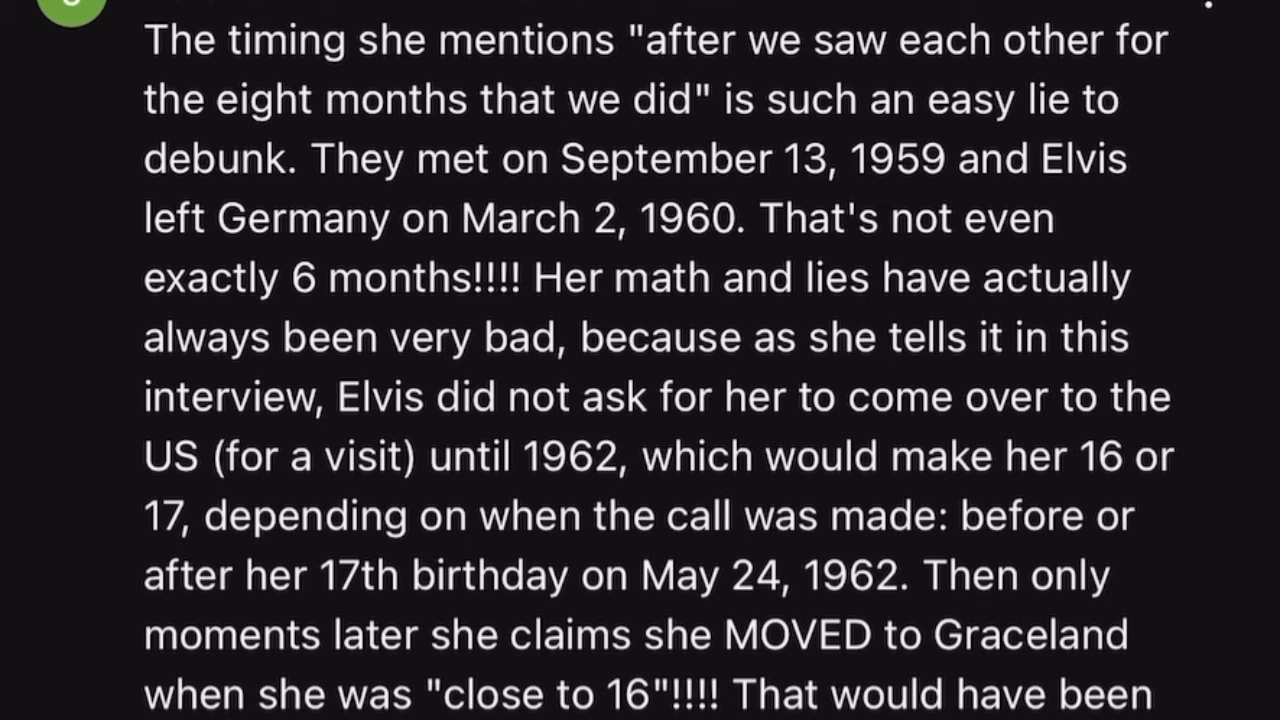 The timing she mentions "after we saw each other for
the eight months that we did" is such an easy lie to
debunk. They met on September 13, 1959 and Elvis
left Germany on March 2, 1960. That's not even
exactly 6 months!!!! Her math and lies have actually
always been very bad, because as she tells it in this
interview, Elvis did not ask for her to come over to the
US (for a visit) until 1962, which would make her 16 or
17, depending on when the call was made: before or
after her 17th birthday on May 24, 1962. Then only
moments later she claims she MOVED to Graceland
when she was "close to 16"!!!! That would have been